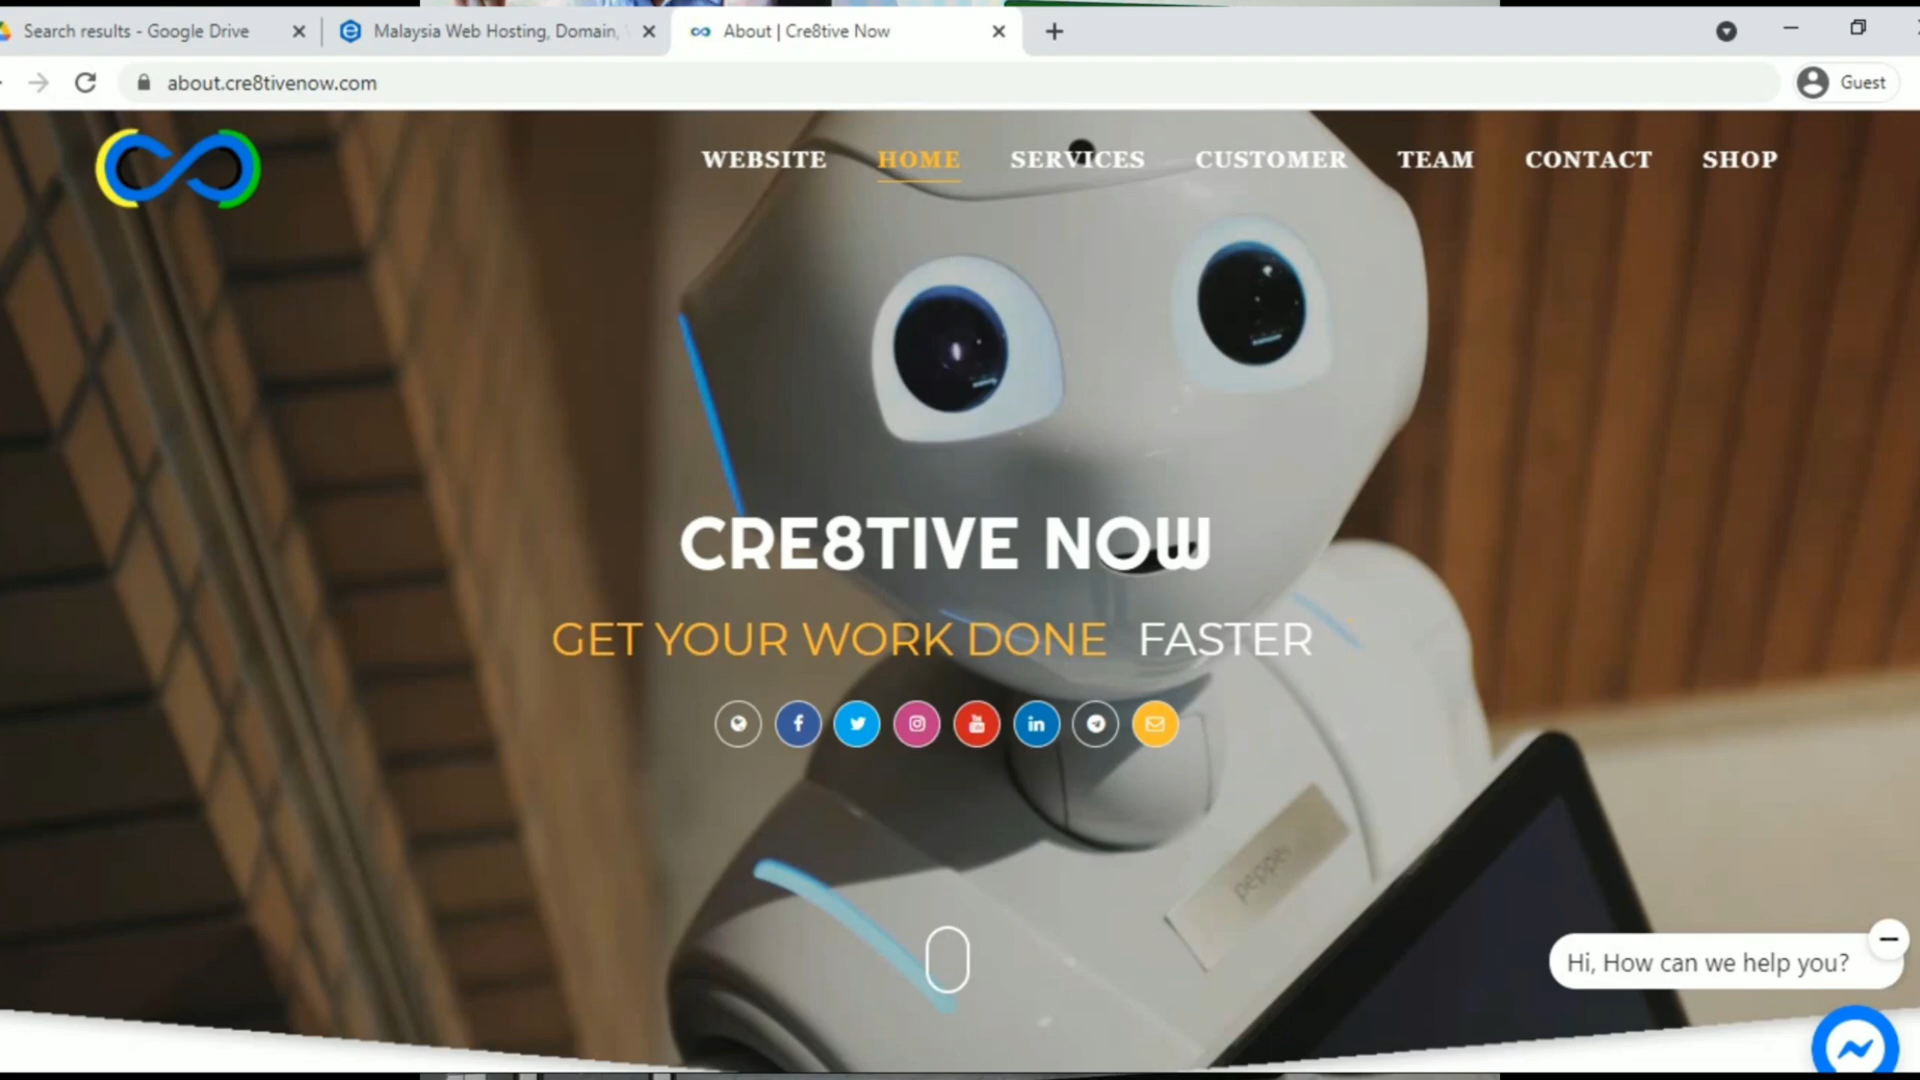 Search results - Google Drive
Malaysia Web Hosting, Domain,
About | Cre8tive Now
about.cre8tivenow.com
Guest
WEBSITE HOME SERVICES CUSTOMER TEAM CONTACT SHOP
CRE8TIVE NOW
GET YOUR WORK DONE FASTER
pepper
Hi, How can we help you?